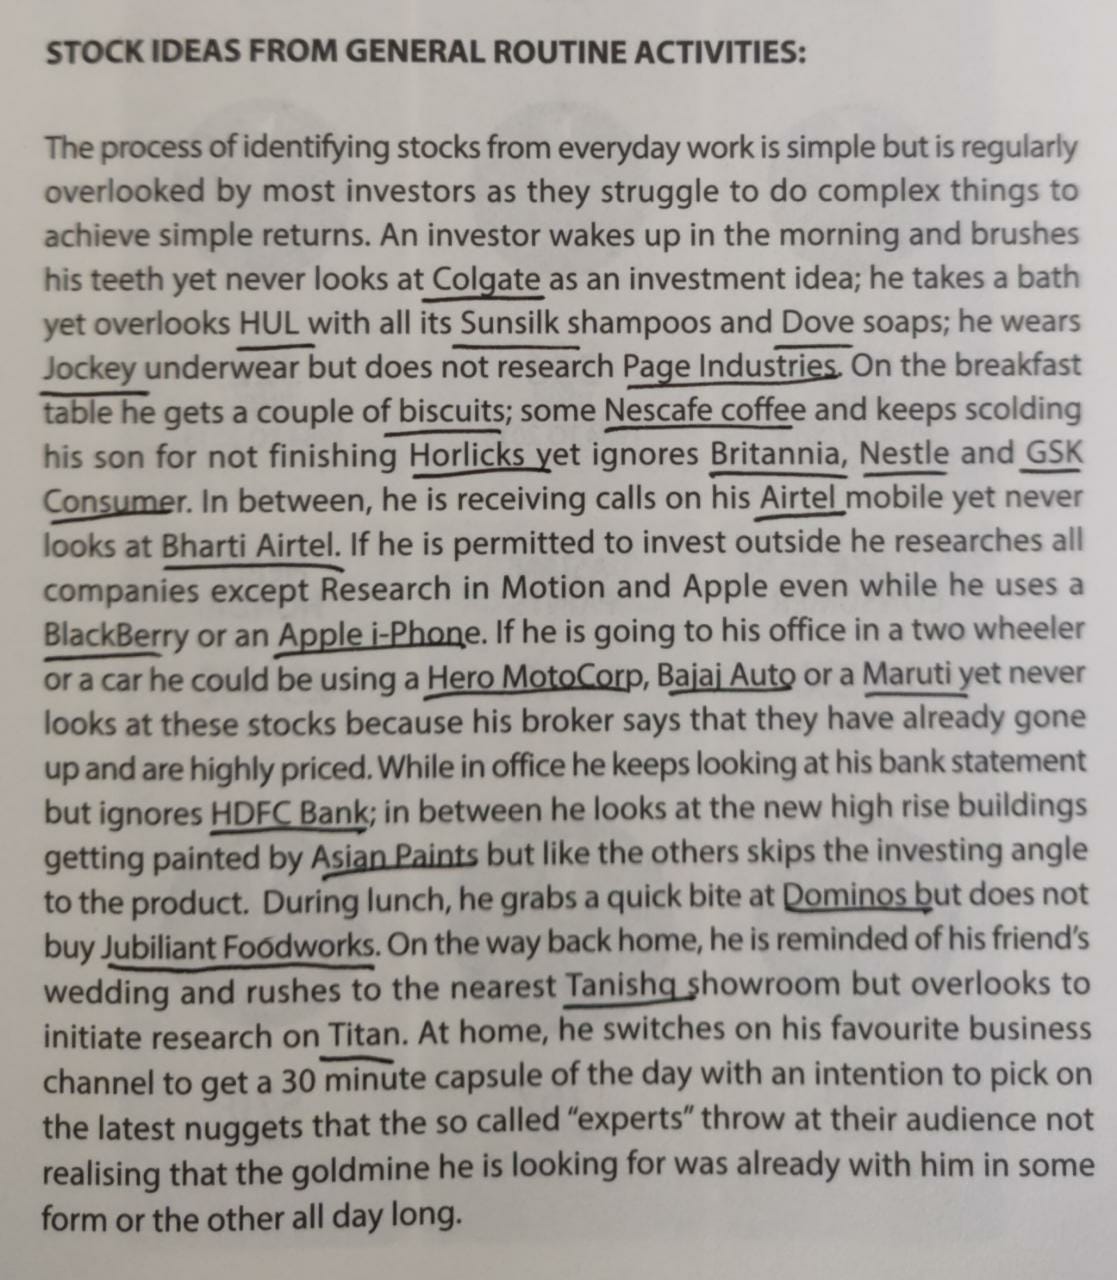 STOCK IDEAS FROM GENERAL ROUTINE ACTIVITIES:
The process of identifying stocks from everyday work is simple but is regularly
overlooked by most investors as they struggle to do complex things to
achieve simple returns. An investor wakes up in the morning and brushes
his teeth yet never looks at Colgate as an investment idea; he takes a bath
yet overlooks HUL with all its Sunsilk shampoos and Dove soaps; he wears
Jockey underwear but does not research Page Industries. On the breakfast
table he gets a couple of biscuits; some Nescafe coffee and keeps scolding
his son for not finishing Horlicks yet ignores Britannia, Nestle and GSK
Consumer. In between, he is receiving calls on his Airtel mobile yet never
looks at Bharti Airtel. If he is permitted to invest outside he researches all
companies except Research in Motion and Apple even while he uses a
BlackBerry or an Apple i-Phone. If he is going to his office in a two wheeler
or a car he could be using a Hero MotoCorp, Bajaj Auto or a Maruti yet never
looks at these stocks because his broker says that they have already gone
up and are highly priced. While in office he keeps looking at his bank statement
but ignores HDFC Bank; in between he looks at the new high rise buildings
getting painted by Asian Paints but like the others skips the investing angle
to the product. During lunch, he grabs a quick bite at Dominos but does not
buy Jubiliant Foodworks. On the way back home, he is reminded of his friend's
wedding and rushes to the nearest Tanishq showroom but overlooks to
initiate research on Titan. At home, he switches on his favourite business
channel to get a 30 minute capsule of the day with an intention to pick on
the latest nuggets that the so called "experts" throw at their audience not
realising that the goldmine he is looking for was already with him in some
form or the other all day long.